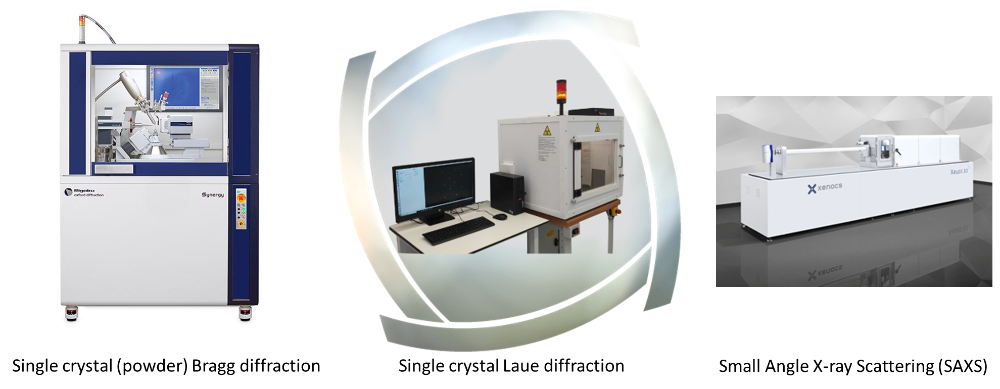 Rigaku
oxford diffraction
Synergy
xenocs
Xeuss 3.0
Single crystal (powder) Bragg diffraction
Single crystal Laue diffraction
Small Angle X-ray Scattering (SAXS)